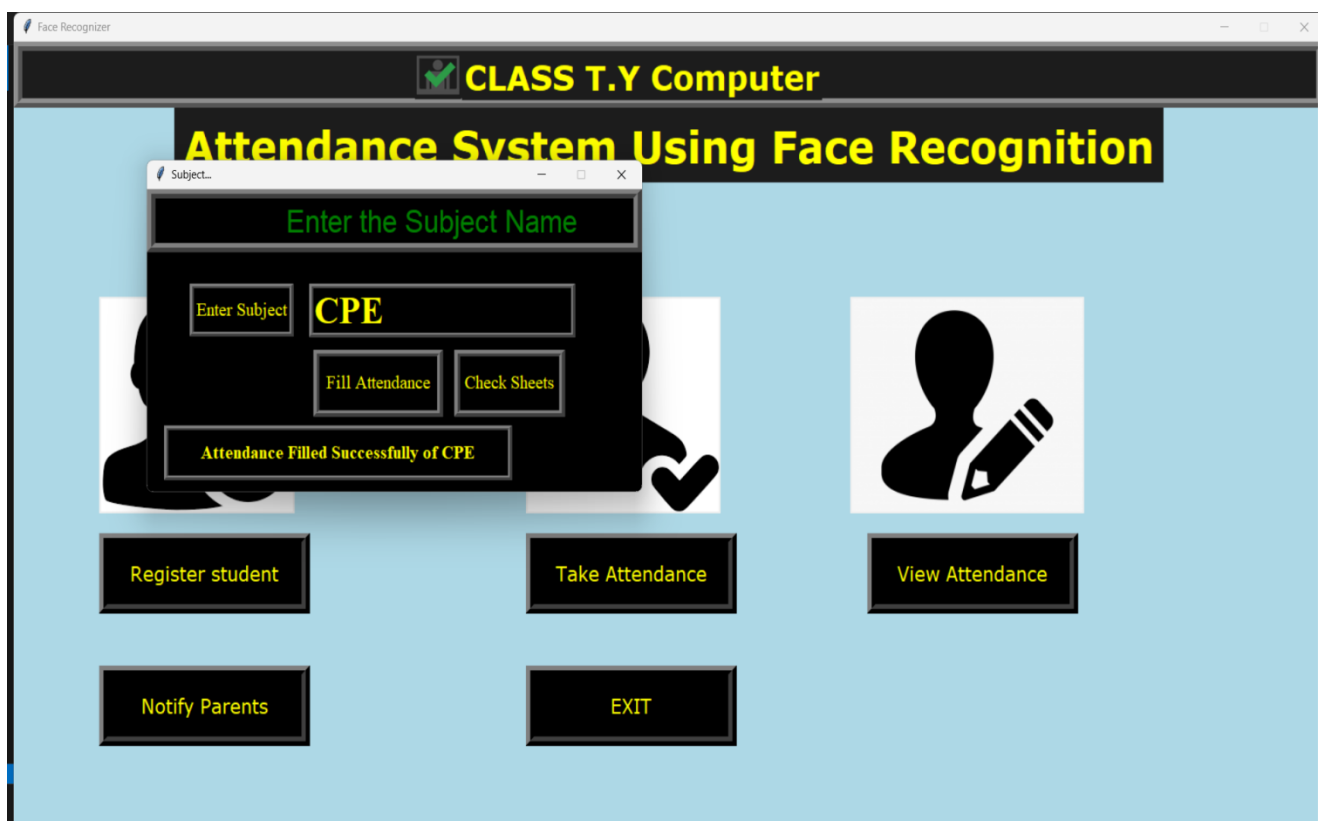 Face Recognizer
CLASS T.Y Computer
Attendance System Using Face Recognition
Subject...
Enter the Subject Name
Enter Subject
CPE
Fill Attendance
Check Sheets
Attendance Filled Successfully of CPE
Register student
Take Attendance
View Attendance
Notify Parents
EXIT